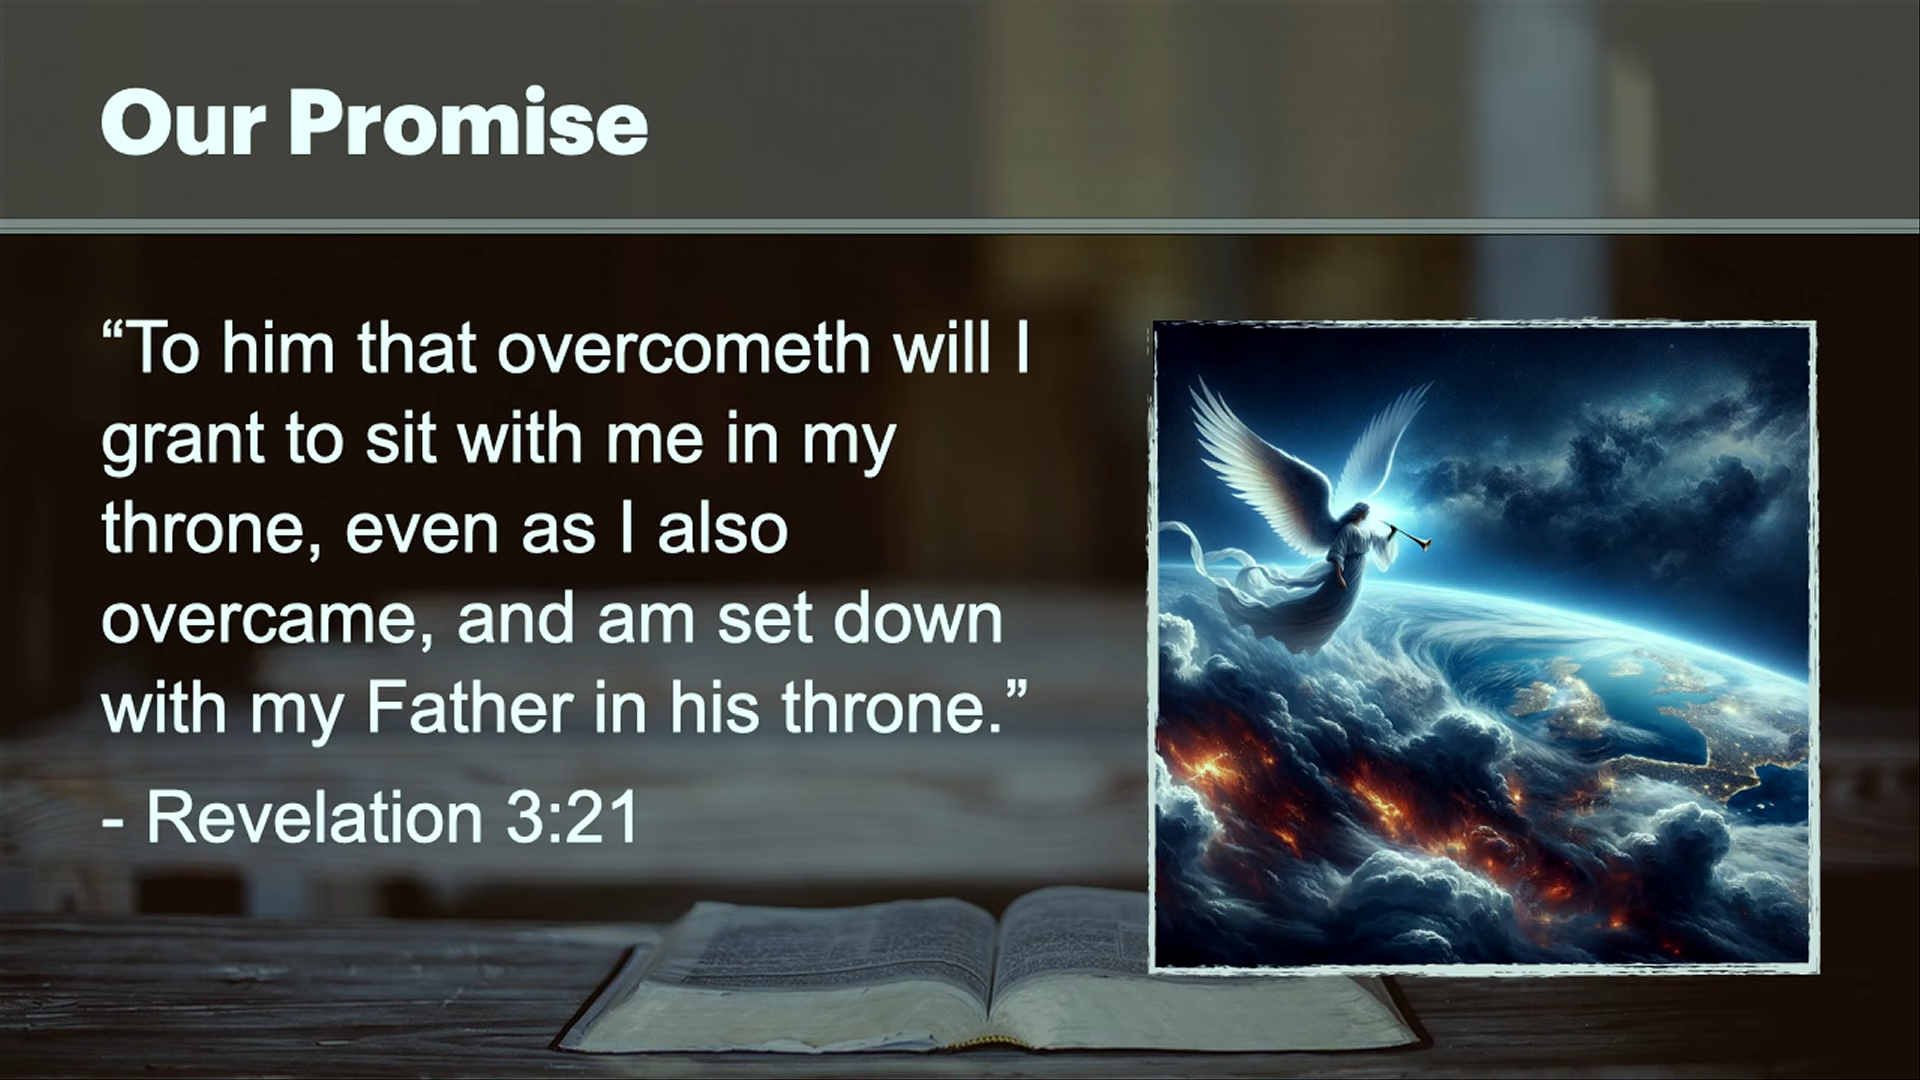 Our Promise
“To him that overcometh will I
grant to sit with me in my
throne, even as I also
overcame, and am set down
with my Father in his throne.”
- Revelation 3:21